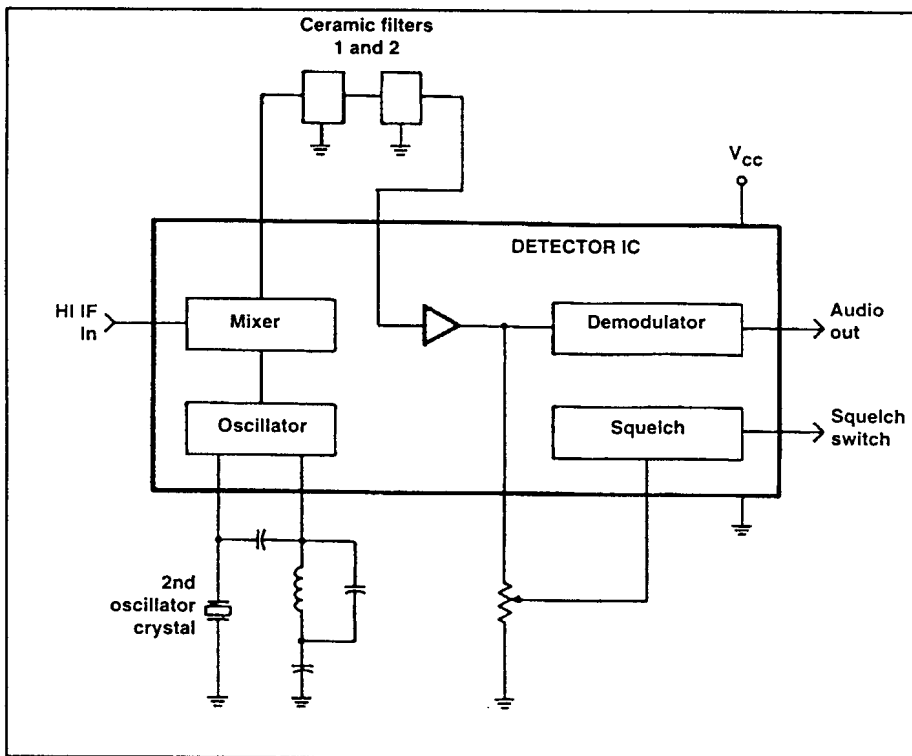 Ceramic filters
1 and 2
VCC
DETECTOR IC
HI IF
In
Mixer
Demodulator
Audio
out
Oscillator
Squelch
Squelch
switch
2nd
oscillator
crystal